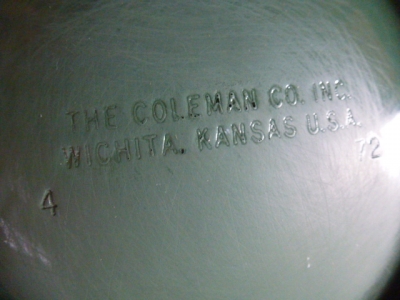 THE COLEMAN CO. INC.
WICHITA, KANSAS U.S.A.
4 72